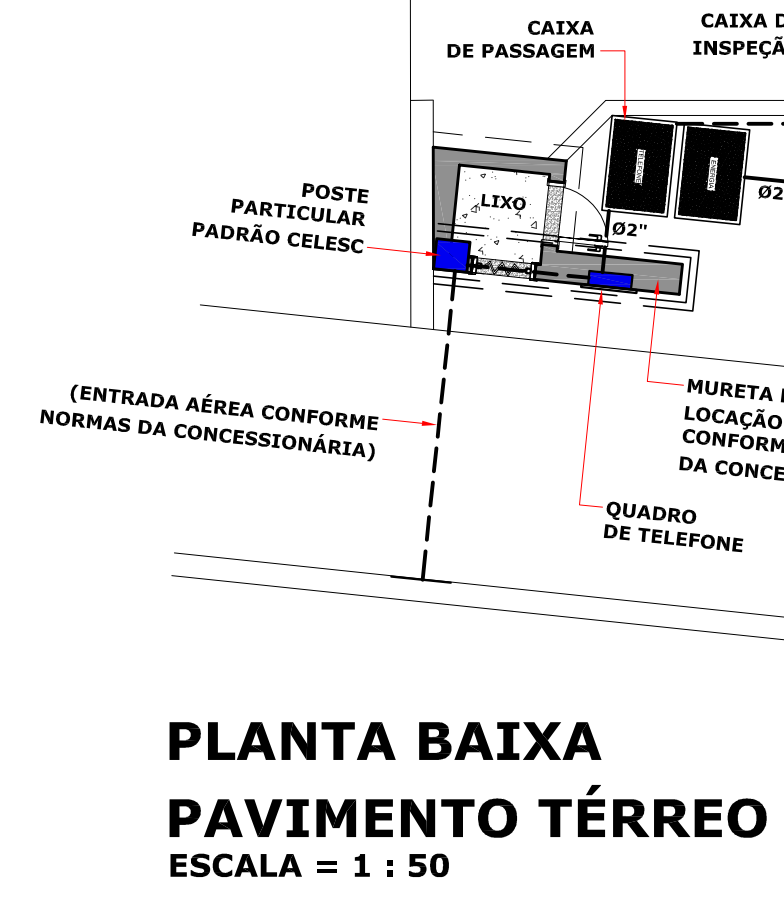 CAIXA
DE PASSAGEM
CAIXA D
INSPEÇÃ
TELEFONE
ENERGIA
LIXO
Ø2"
Ø2
POSTE
PARTICULAR
PADRÃO CELESC
(ENTRADA AÉREA CONFORME
NORMAS DA CONCESSIONÁRIA)
MURETA
LOCAÇÃO
CONFORM
DA CONCE
QUADRO
DE TELEFONE
PLANTA BAIXA
PAVIMENTO TÉRREO
ESCALA = 1 : 50